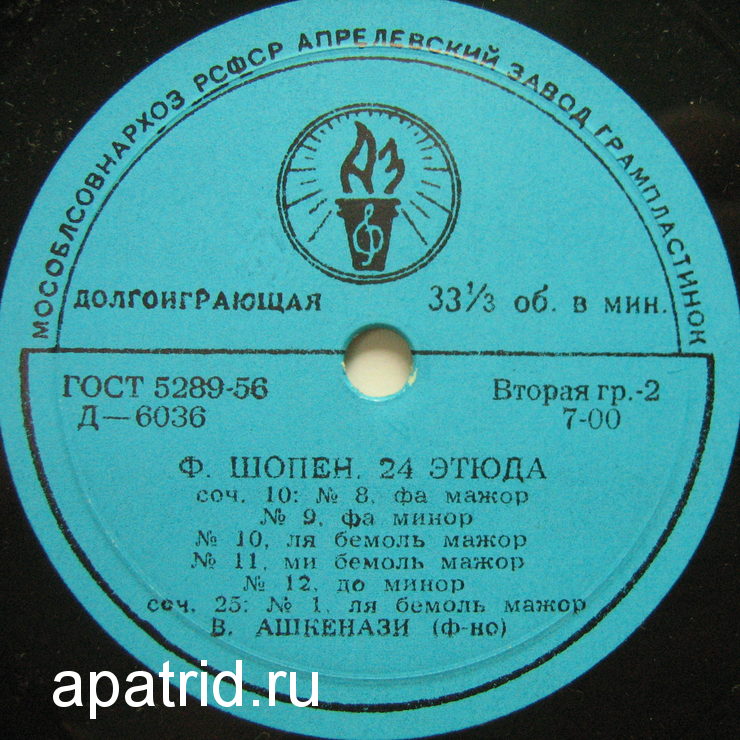 МОСОБЛСОВНАРХОЗ РСФСР АПРЕЛЕВСКИЙ ЗАВОД ГРАМПЛАСТИНОК
АЗ
ДОЛГОИГРАЮЩАЯ 33⅓ об. в мин.
ГОСТ 5289-56 Вторая гр.-2
Д—6036 7-00
Ф. ШОПЕН. 24 ЭТЮДА
соч. 10: № 8, фа мажор
№ 9, фа минор
№ 10, ля бемоль мажор
№ 11, ми бемоль мажор
№ 12, до минор
соч. 25: № 1, ля бемоль мажор
В. АШКЕНАЗИ (ф-но)
apatrid.ru